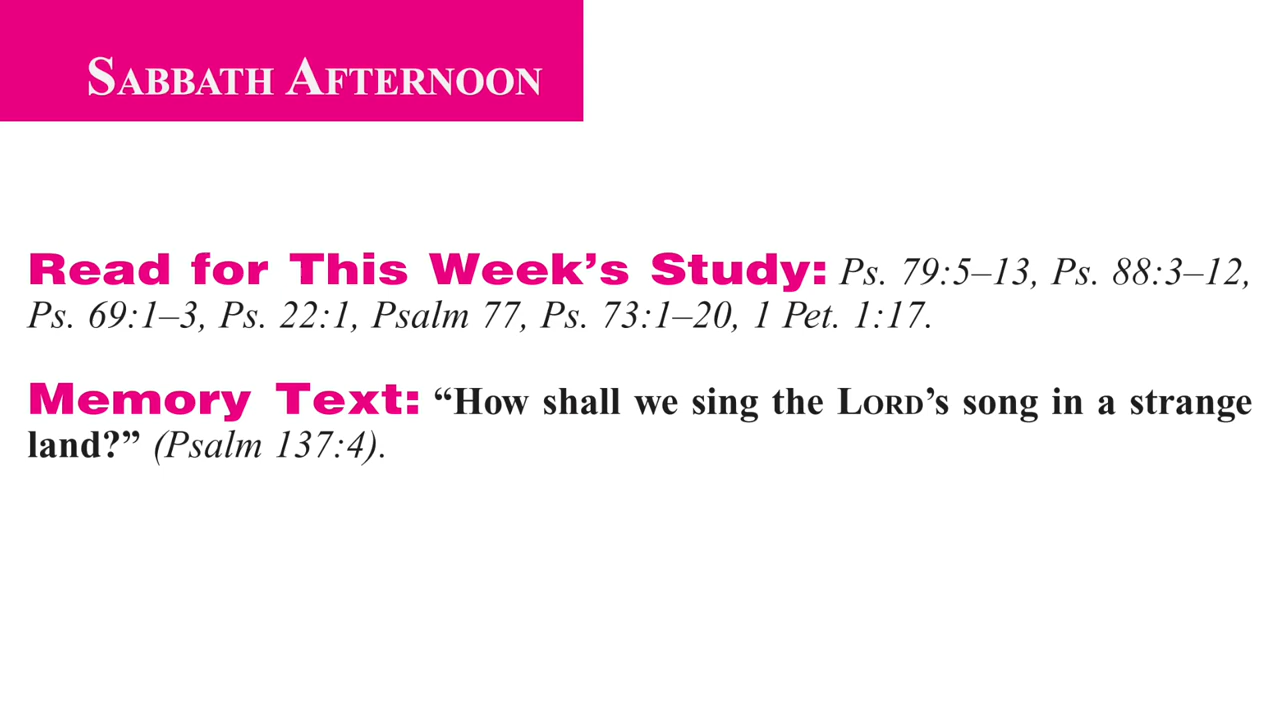 SABBATH AFTERNOON
Read for This Week’s Study: Ps. 79:5–13, Ps. 88:3–12,
Ps. 69:1–3, Ps. 22:1, Psalm 77, Ps. 73:1–20, 1 Pet. 1:17.
Memory Text: “How shall we sing the LORD’s song in a strange
land?” (Psalm 137:4).